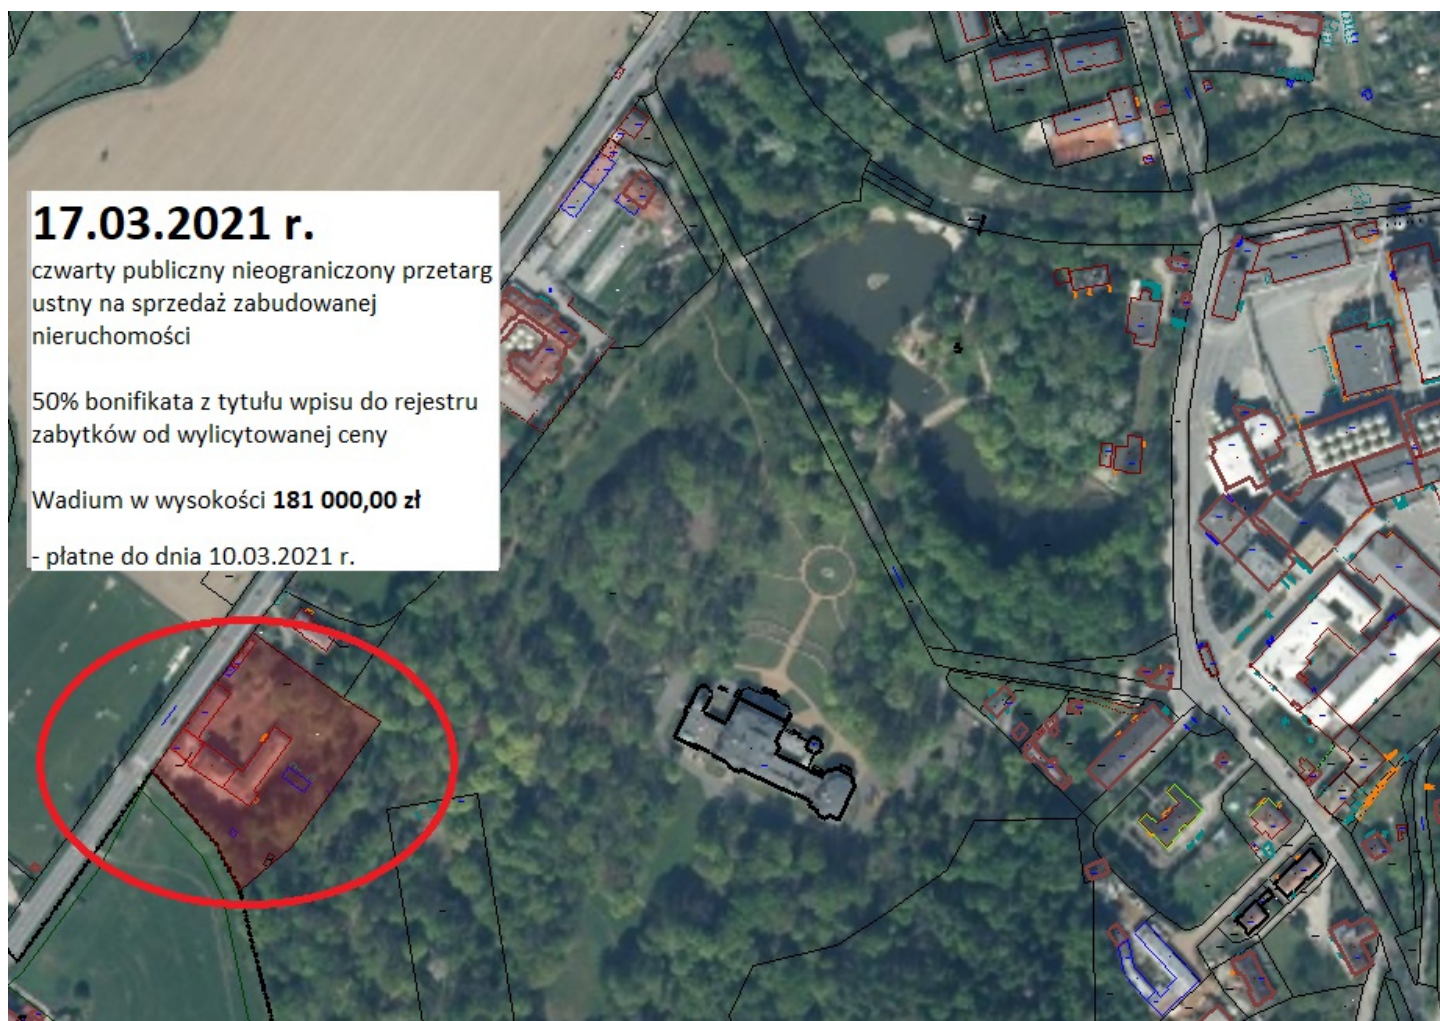 17.03.2021 r.
czwarty publiczny nieograniczony przetarg
ustny na sprzedaż zabudowanej
nieruchomości
50% bonifikata z tytułu wpisu do rejestru
zabytków od wylicytowanej ceny
Wadium w wysokości 181 000,00 zł
- płatne do dnia 10.03.2021 r.